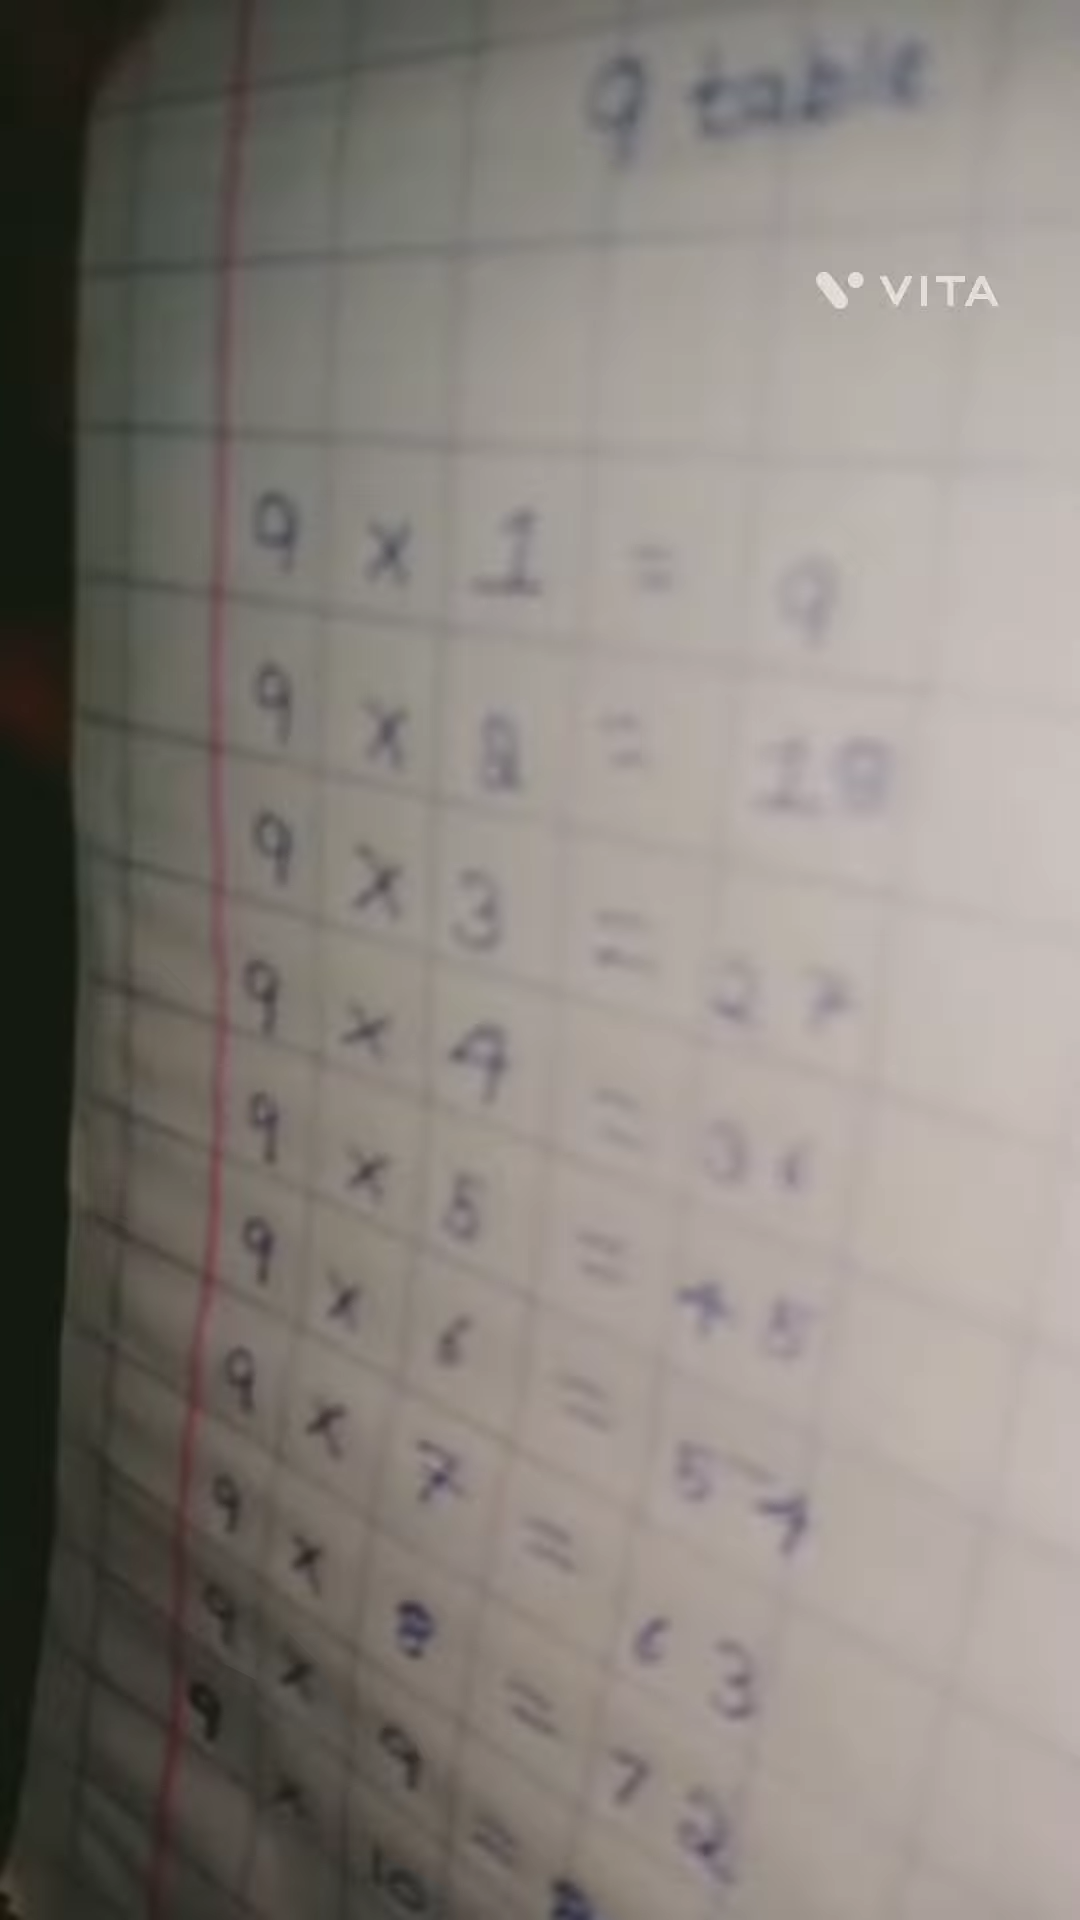 9 table
VITA
9 x 1 = 9
9 x 2 = 18
9 x 3 = 27
9 x 4 = 36
9 x 5 = 45
9 x 6 = 54
9 x 7 = 63
9 x 8 = 72
9 x 9 =
9 x 10